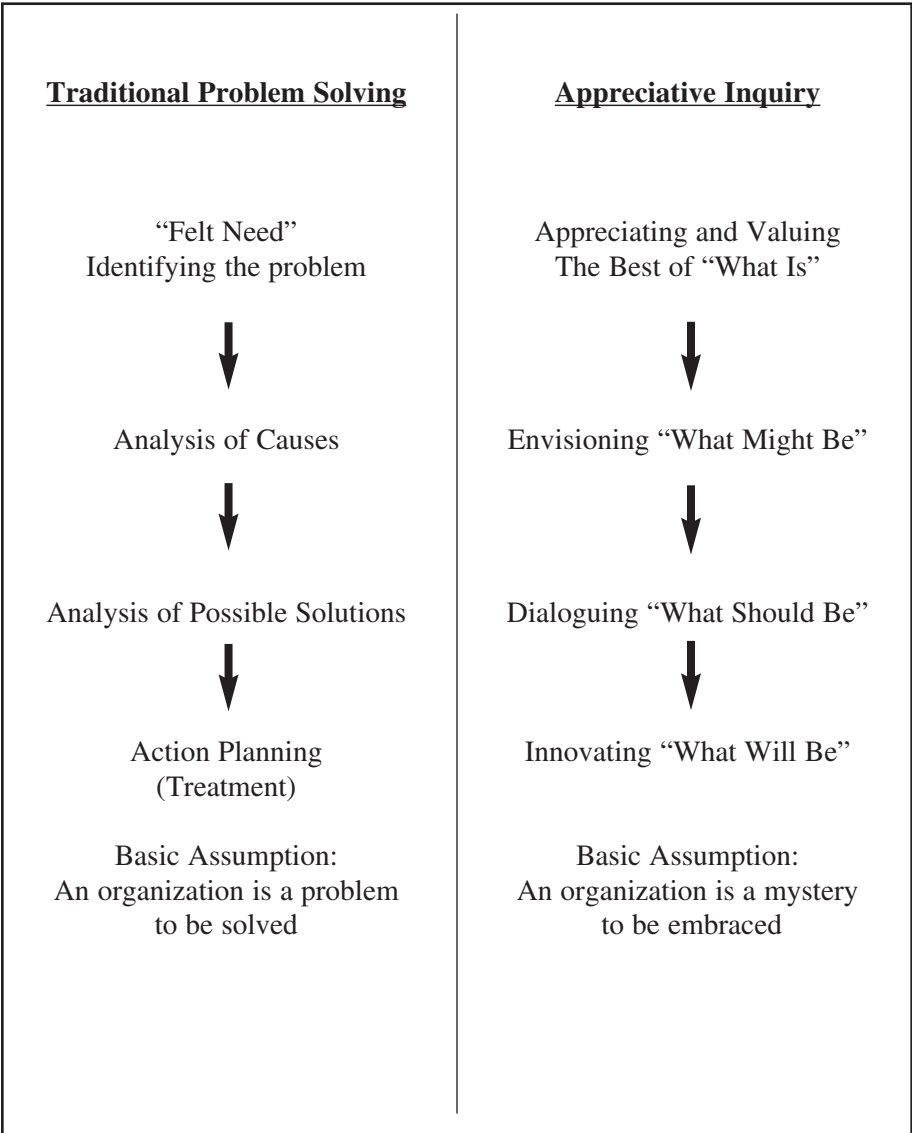 Traditional Problem Solving
“Felt Need”
Identifying the problem
Analysis of Causes
Analysis of Possible Solutions
Action Planning
(Treatment)
Basic Assumption:
An organization is a problem
to be solved
Appreciative Inquiry
Appreciating and Valuing
The Best of “What Is”
Envisioning “What Might Be”
Dialoguing “What Should Be”
Innovating “What Will Be”
Basic Assumption:
An organization is a mystery
to be embraced